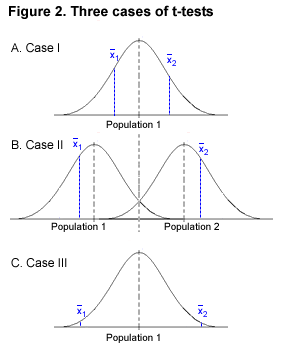 Figure 2. Three cases of t-tests
A. Case I
x̄1 x̄2
Population 1
B. Case II x̄1 x̄2
Population 1 Population 2
C. Case III
x̄1 x̄2
Population 1